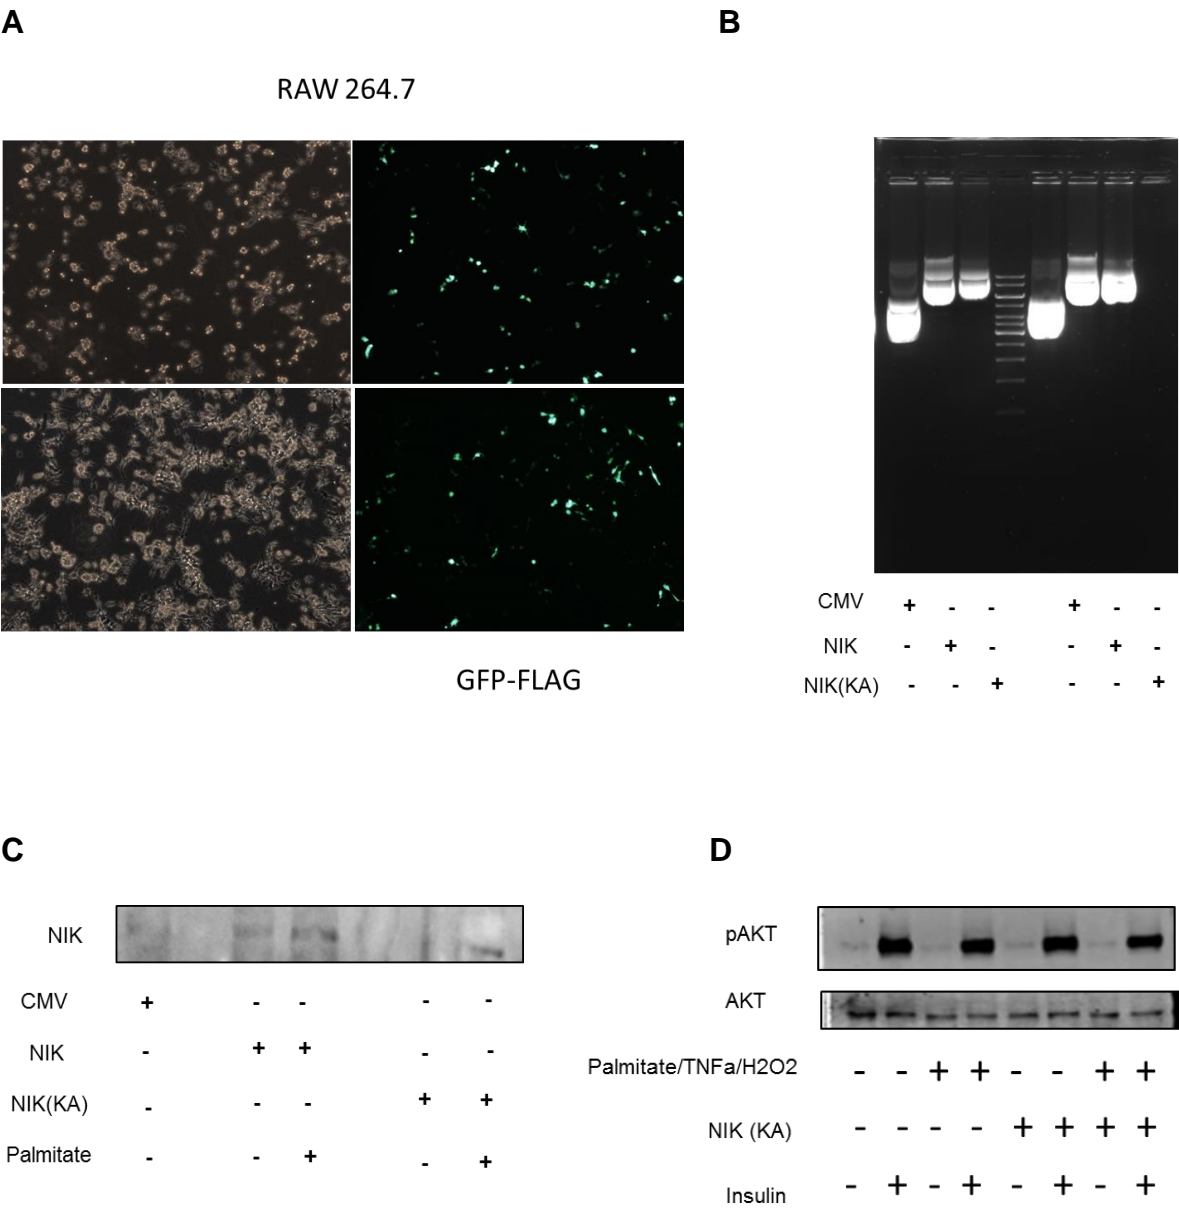 A
B
RAW 264.7
GFP-FLAG
CMV + - - + - -
NIK - + - - + -
NIK(KA) - - + - - +
C
D
NIK
CMV + - - - -
NIK - + + - -
NIK(KA) - - - + +
Palmitate - - + - +
pAKT
AKT
Palmitate/TNFa/H2O2 - - + + - - + +
NIK (KA) - - - - + + + +
Insulin - + - + - + - +